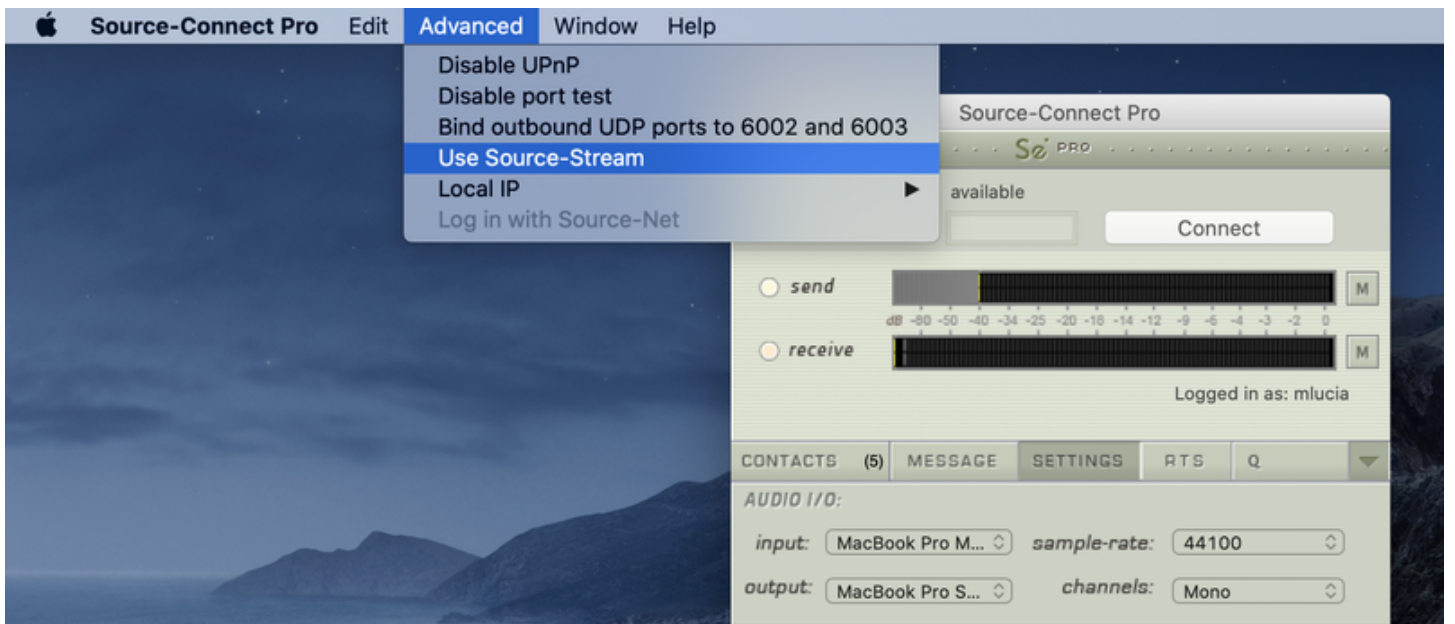 Source-Connect Pro Edit Advanced Window Help
Disable UPnP
Disable port test
Bind outbound UDP ports to 6002 and 6003
Use Source-Stream
Local IP
Log in with Source-Net
Source-Connect Pro
PRO
available
Connect
send
M
dB -80 -50 -40 -34 -25 -20 -18 -14 -12 -9 -6 -4 -3 -2 0
receive
M
Logged in as: mlucia
CONTACTS (5) MESSAGE SETTINGS RTS Q
AUDIO I/O:
input: MacBook Pro M... sample-rate: 44100
output: MacBook Pro S... channels: Mono